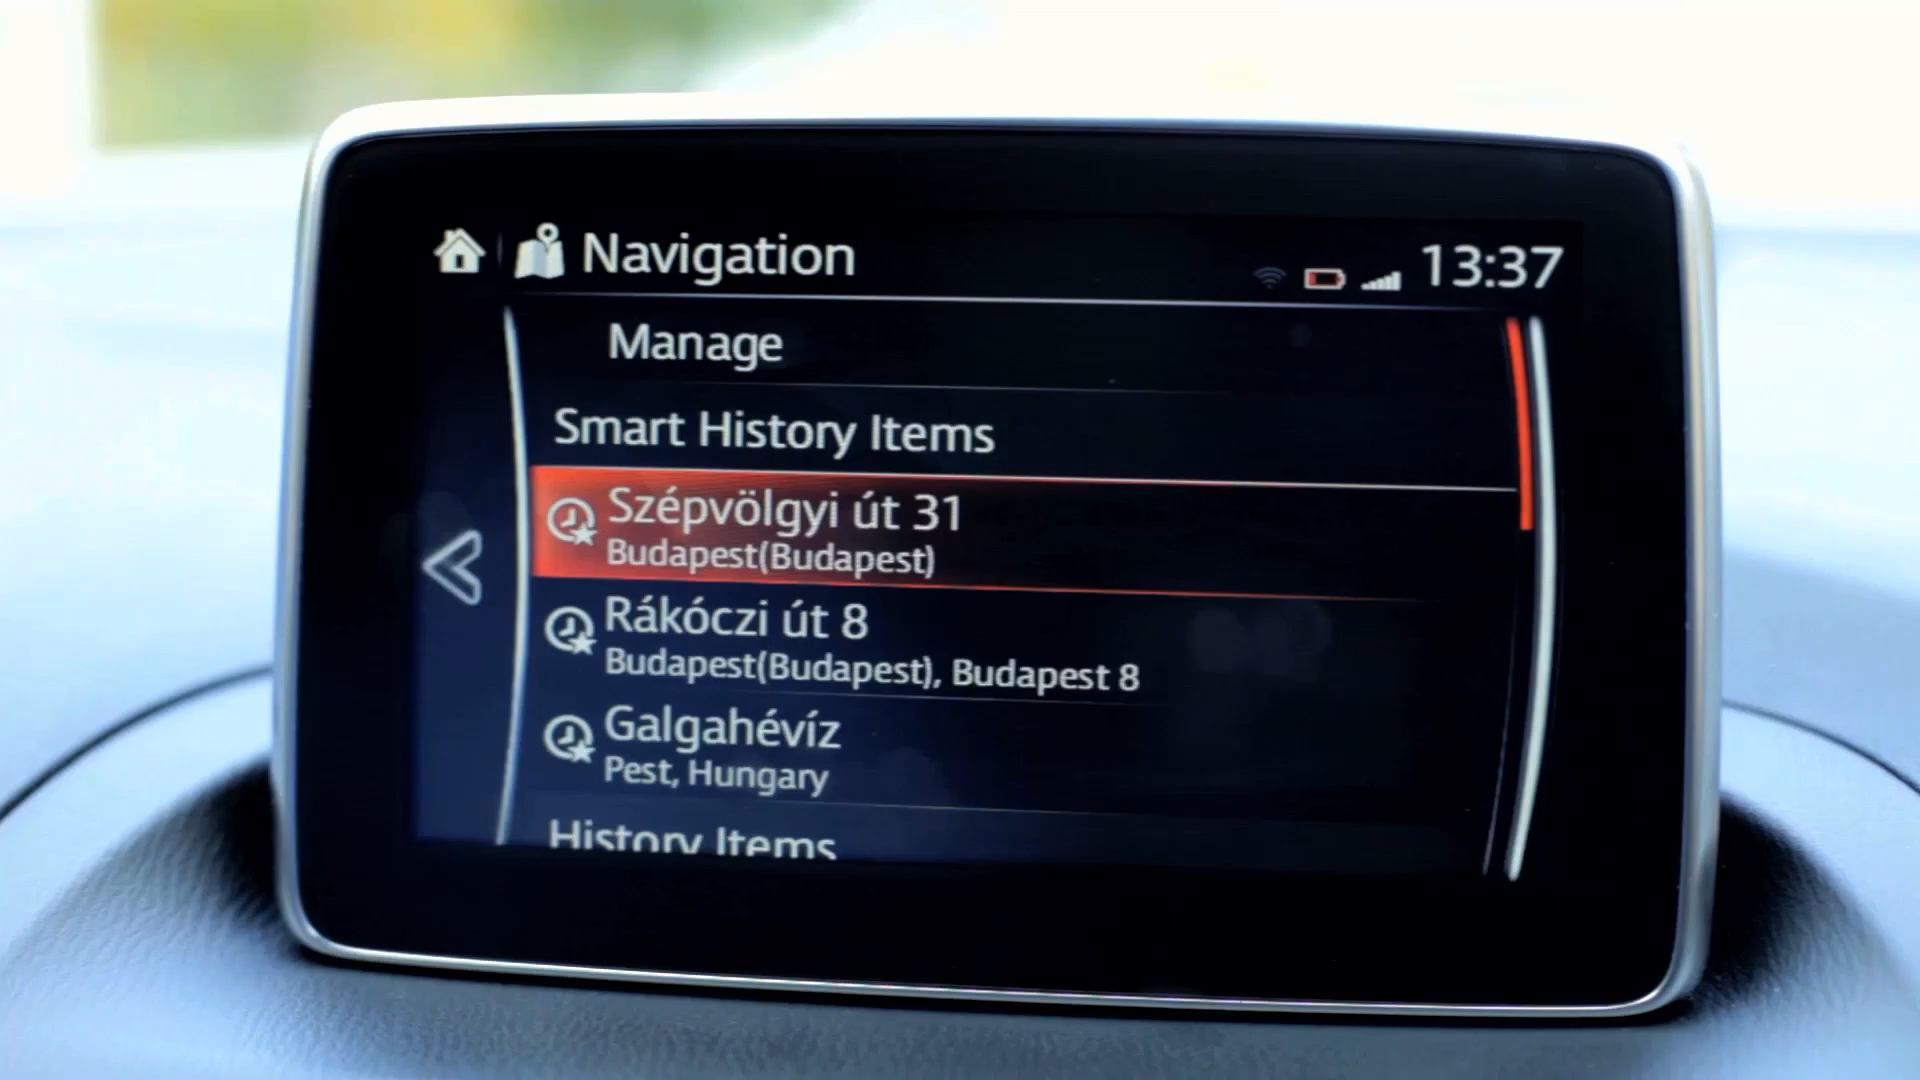 Navigation
13:37
Manage
Smart History Items
Szépvölgyi út 31
Budapest(Budapest)
Rákóczi út 8
Budapest(Budapest), Budapest 8
Galgahévíz
Pest, Hungary
History Items